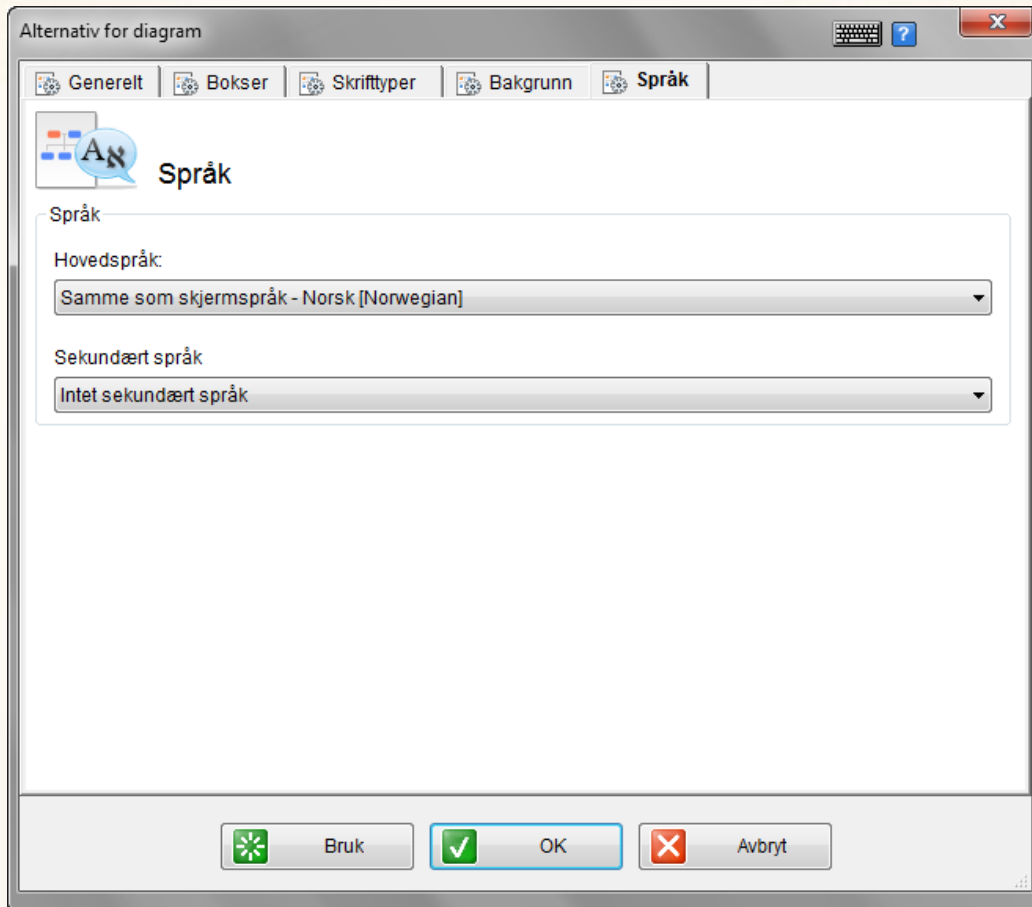 Alternativ for diagram
Generelt Bokser Skrifttyper Bakgrunn Språk
Aא
Språk
Språk
Hovedspråk:
Samme som skjermspråk - Norsk [Norwegian]
Sekundært språk
Intet sekundært språk
Bruk OK Avbryt